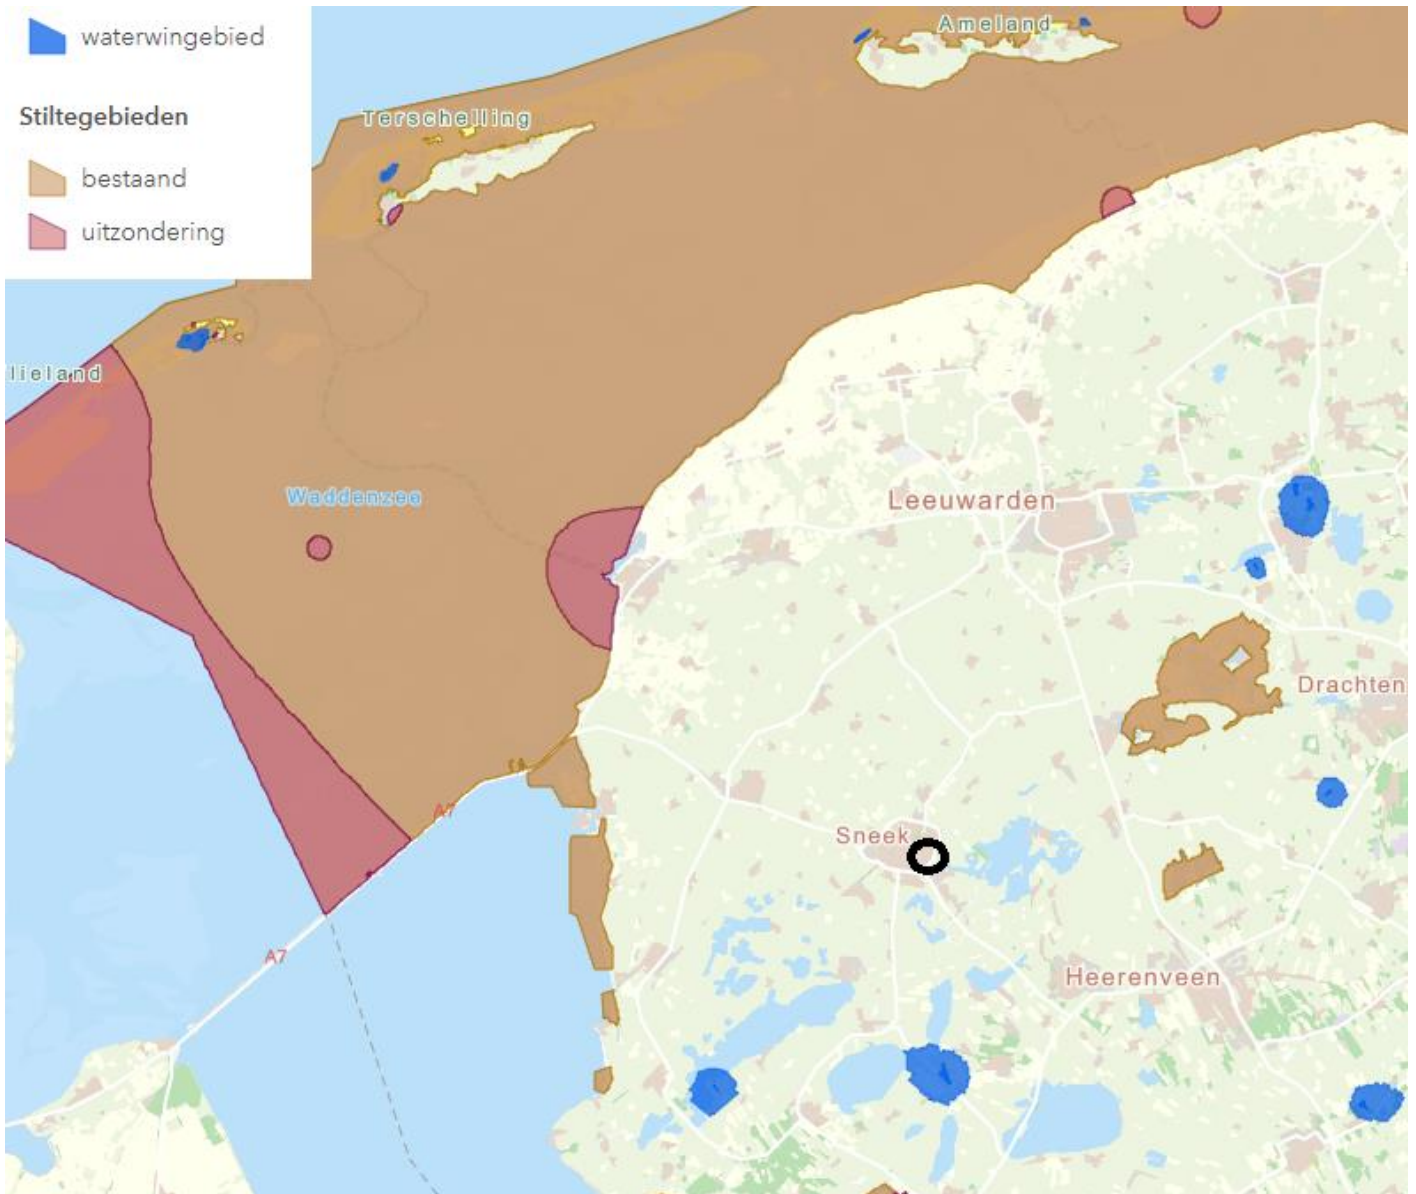 waterwingebied
Stiltegebieden
bestaand
uitzondering
Ameland
Terschelling
lieland
Waddenzee
Leeuwarden
Drachten
A7
Sneek
A7
Heerenveen